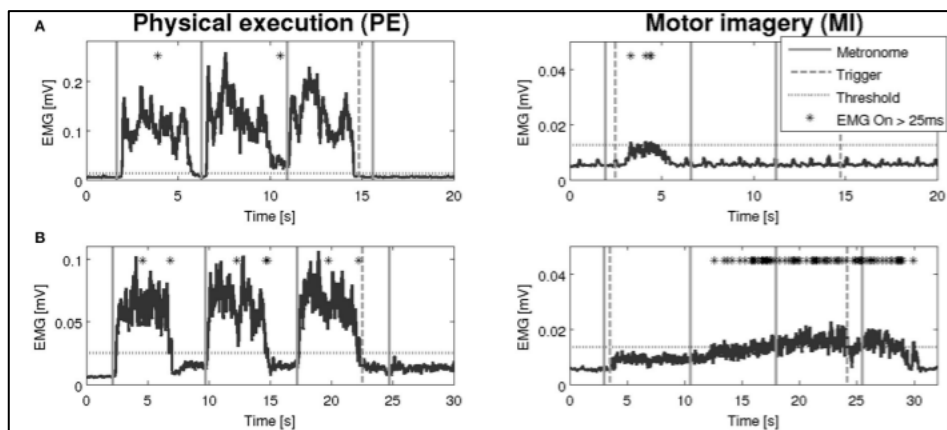 Physical execution (PE)
Motor imagery (MI)
A
EMG [mV]
0.2
0.1
0
0 5 10 15 20
Time [s]
EMG [mV]
0.04
0.02
0
0 5 10 15 20
Time [s]
Metronome
Trigger
Threshold
* EMG On > 25ms
B
EMG [mV]
0.1
0.05
0
0 5 10 15 20 25 30
Time [s]
EMG [mV]
0.04
0.02
0
0 5 10 15 20 25 30
Time [s]